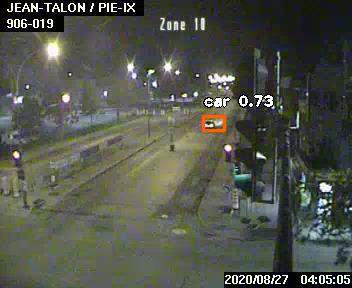 JEAN-TALON / PIE-IX
906-019
Zone 10
car 0.73
2020/08/27 04:05:05